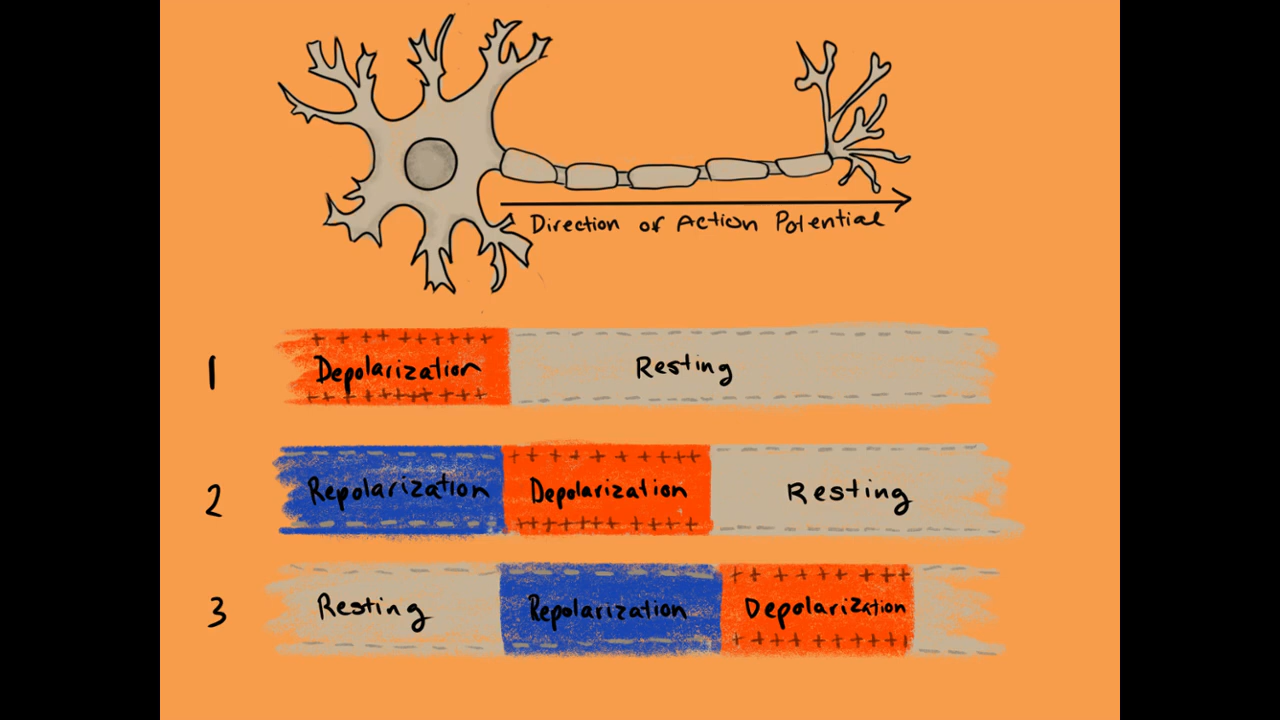 Direction of Action Potential
1 Depolarization Resting
2 Repolarization Depolarization Resting
3 Resting Repolarization Depolarization